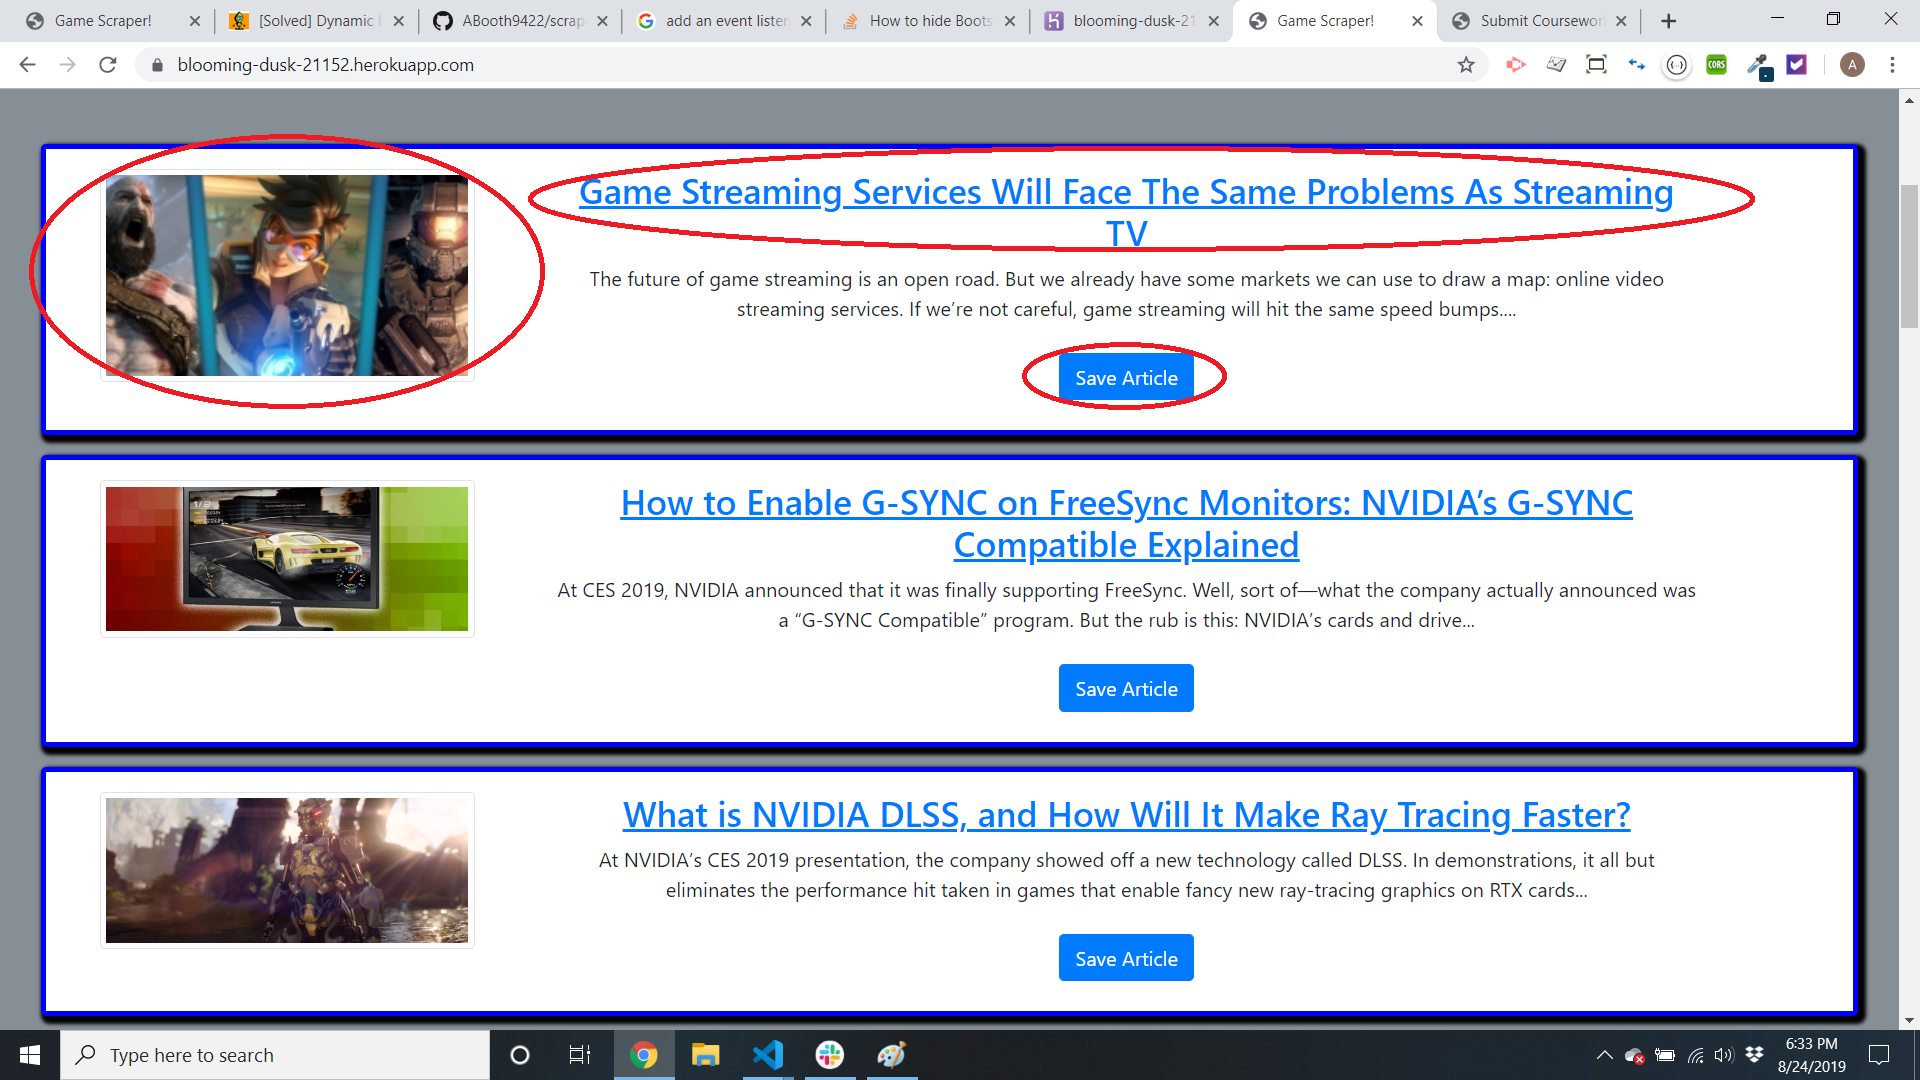 Game Scraper!
[Solved] Dynamic
ABooth9422/scrap
add an event listen
How to hide Boots
blooming-dusk-21
Game Scraper!
Submit Coursewor
blooming-dusk-21152.herokuapp.com
CORS
A
Game Streaming Services Will Face The Same Problems As Streaming
TV
The future of game streaming is an open road. But we already have some markets we can use to draw a map: online video
streaming services. If we’re not careful, game streaming will hit the same speed bumps....
Save Article
How to Enable G-SYNC on FreeSync Monitors: NVIDIA’s G-SYNC
Compatible Explained
At CES 2019, NVIDIA announced that it was finally supporting FreeSync. Well, sort of—what the company actually announced was
a “G-SYNC Compatible” program. But the rub is this: NVIDIA’s cards and drive...
Save Article
What is NVIDIA DLSS, and How Will It Make Ray Tracing Faster?
At NVIDIA’s CES 2019 presentation, the company showed off a new technology called DLSS. In demonstrations, it all but
eliminates the performance hit taken in games that enable fancy new ray-tracing graphics on RTX cards...
Save Article
Type here to search
6:33 PM
8/24/2019